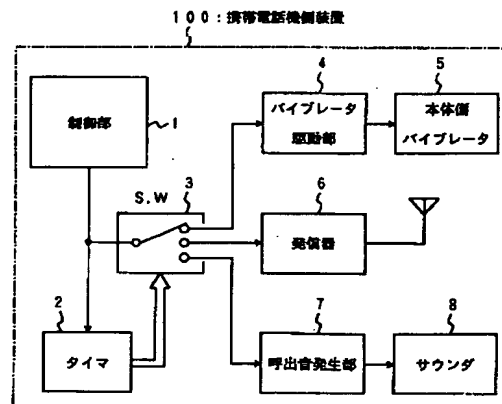 100：携帯電話機側装置
制御部
1
S.W
3
4
バイブレータ
駆動部
5
本体側
バイブレータ
6
発信器
2
タイマ
7
呼出音発生部
8
サウンダ